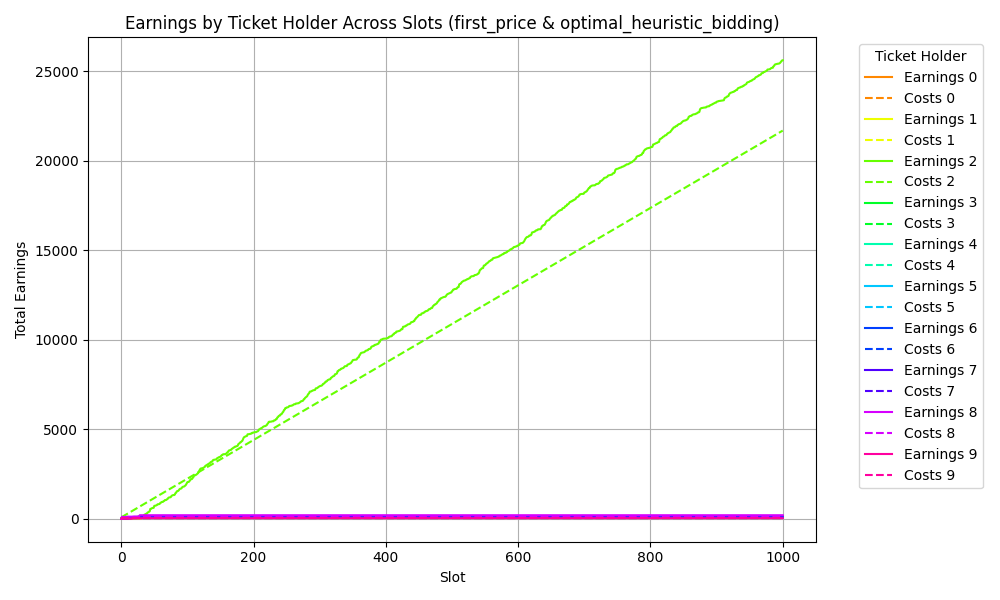 Earnings by Ticket Holder Across Slots (first_price & optimal_heuristic_bidding)
Total Earnings
25000
20000
15000
10000
5000
0
0
200
400
600
800
1000
Slot
Ticket Holder
Earnings 0
Costs 0
Earnings 1
Costs 1
Earnings 2
Costs 2
Earnings 3
Costs 3
Earnings 4
Costs 4
Earnings 5
Costs 5
Earnings 6
Costs 6
Earnings 7
Costs 7
Earnings 8
Costs 8
Earnings 9
Costs 9